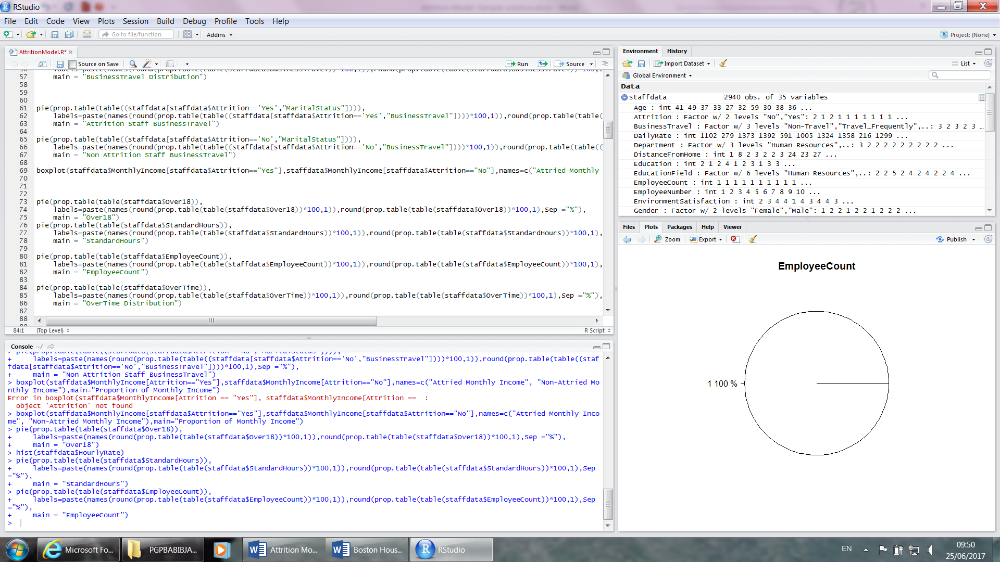 RStudio
File Edit Code View Plots Session Build Debug Profile Tools Help
Go to file/function Addins Project: (None)
AttritionModel.R*
Source on Save Run Source
57 main = "BusinessTravel Distribution")
58
59
60
61 pie(prop.table(table((staffdata[staffdata$Attrition=='Yes',"MaritalStatus"]))),
62 labels=paste(names(round(prop.table(table((staffdata[staffdata$Attrition=='Yes',"BusinessTravel"])))*100,1)),round(prop.table(table(
63 main = "Attrition Staff BusinessTravel")
64
65 pie(prop.table(table((staffdata[staffdata$Attrition=='No',"MaritalStatus"]))),
66 labels=paste(names(round(prop.table(table((staffdata[staffdata$Attrition=='No',"BusinessTravel"])))*100,1)),round(prop.table(table((
67 main = "Non Attrition Staff BusinessTravel")
68
69 boxplot(staffdata$MonthlyIncome[staffdata$Attrition=="Yes"],staffdata$MonthlyIncome[staffdata$Attrition=="No"],names=c("Attried Monthly
70
71
72
73 pie(prop.table(table(staffdata$Over18)),
74 labels=paste(names(round(prop.table(table(staffdata$Over18))*100,1)),round(prop.table(table(staffdata$Over18))*100,1),Sep ="%"),
75 main = "Over18")
76 pie(prop.table(table(staffdata$StandardHours)),
77 labels=paste(names(round(prop.table(table(staffdata$StandardHours))*100,1)),round(prop.table(table(staffdata$StandardHours))*100,1),
78 main = "StandardHours")
79
80 pie(prop.table(table(staffdata$EmployeeCount)),
81 labels=paste(names(round(prop.table(table(staffdata$EmployeeCount))*100,1)),round(prop.table(table(staffdata$EmployeeCount))*100,1),
82 main = "EmployeeCount")
83
84 pie(prop.table(table(staffdata$OverTime)),
85 labels=paste(names(round(prop.table(table(staffdata$OverTime))*100,1)),round(prop.table(table(staffdata$OverTime))*100,1),Sep ="%"),
86 main = "OverTime Distribution")
87
88
84:1 (Top Level) R Script
Console ~/
+ labels=paste(names(round(prop.table(table((staffdata[staffdata$Attrition=='No',"BusinessTravel"])))*100,1)),round(prop.table(table((staf
fdata[staffdata$Attrition=='No',"BusinessTravel"])))*100,1),Sep ="%"),
+ main = "Non Attrition Staff BusinessTravel")
> boxplot(staffdata$MonthlyIncome[Attrition=="Yes"],staffdata$MonthlyIncome[Attrition=="No"],names=c("Attried Monthly Income", "Non-Attried Mo
nthly Income"),main="Proportion of Monthly Income")
Error in boxplot(staffdata$MonthlyIncome[Attrition == "Yes"], staffdata$MonthlyIncome[Attrition == :
object 'Attrition' not found
> boxplot(staffdata$MonthlyIncome[staffdata$Attrition=="Yes"],staffdata$MonthlyIncome[staffdata$Attrition=="No"],names=c("Attried Monthly Inco
me", "Non-Attried Monthly Income"),main="Proportion of Monthly Income")
> pie(prop.table(table(staffdata$Over18)),
+ labels=paste(names(round(prop.table(table(staffdata$Over18))*100,1)),round(prop.table(table(staffdata$Over18))*100,1),Sep ="%"),
+ main = "Over18")
> hist(staffdata$HourlyRate)
> pie(prop.table(table(staffdata$StandardHours)),
+ labels=paste(names(round(prop.table(table(staffdata$StandardHours))*100,1)),round(prop.table(table(staffdata$StandardHours))*100,1),Sep
="%"),
+ main = "StandardHours")
> pie(prop.table(table(staffdata$EmployeeCount)),
+ labels=paste(names(round(prop.table(table(staffdata$EmployeeCount))*100,1)),round(prop.table(table(staffdata$EmployeeCount))*100,1),Sep
="%"),
+ main = "EmployeeCount")
>
Environment History
Import Dataset List
Global Environment
Data
staffdata 2940 obs. of 35 variables
Age : int 41 49 37 33 27 32 59 30 38 36 ...
Attrition : Factor w/ 2 levels "No","Yes": 2 1 2 1 1 1 1 1 1 1 ...
BusinessTravel : Factor w/ 3 levels "Non-Travel","Travel_Frequently",..: 3 2 3 2 3 …
DailyRate : int 1102 279 1373 1392 591 1005 1324 1358 216 1299 ...
Department : Factor w/ 3 levels "Human Resources",..: 3 2 2 2 2 2 2 2 2 2 ...
DistanceFromHome : int 1 8 2 3 2 2 3 24 23 27 ...
Education : int 2 1 2 4 1 2 3 1 3 3 ...
EducationField : Factor w/ 6 levels "Human Resources",..: 2 2 5 2 4 2 4 2 2 4 ...
EmployeeCount : int 1 1 1 1 1 1 1 1 1 1 ...
EmployeeNumber : int 1 2 3 4 5 6 7 8 9 10 ...
EnvironmentSatisfaction : int 2 3 4 4 1 4 3 4 4 3 ...
Gender : Factor w/ 2 levels "Female","Male": 1 2 2 1 2 2 1 2 2 2 ...
Files Plots Packages Help Viewer
Zoom Export Publish
EmployeeCount
1 100 %
Microsoft Fo... PGPBABIBJA... Attrition Mo... Boston Hous... RStudio
EN 09:50
25/06/2017